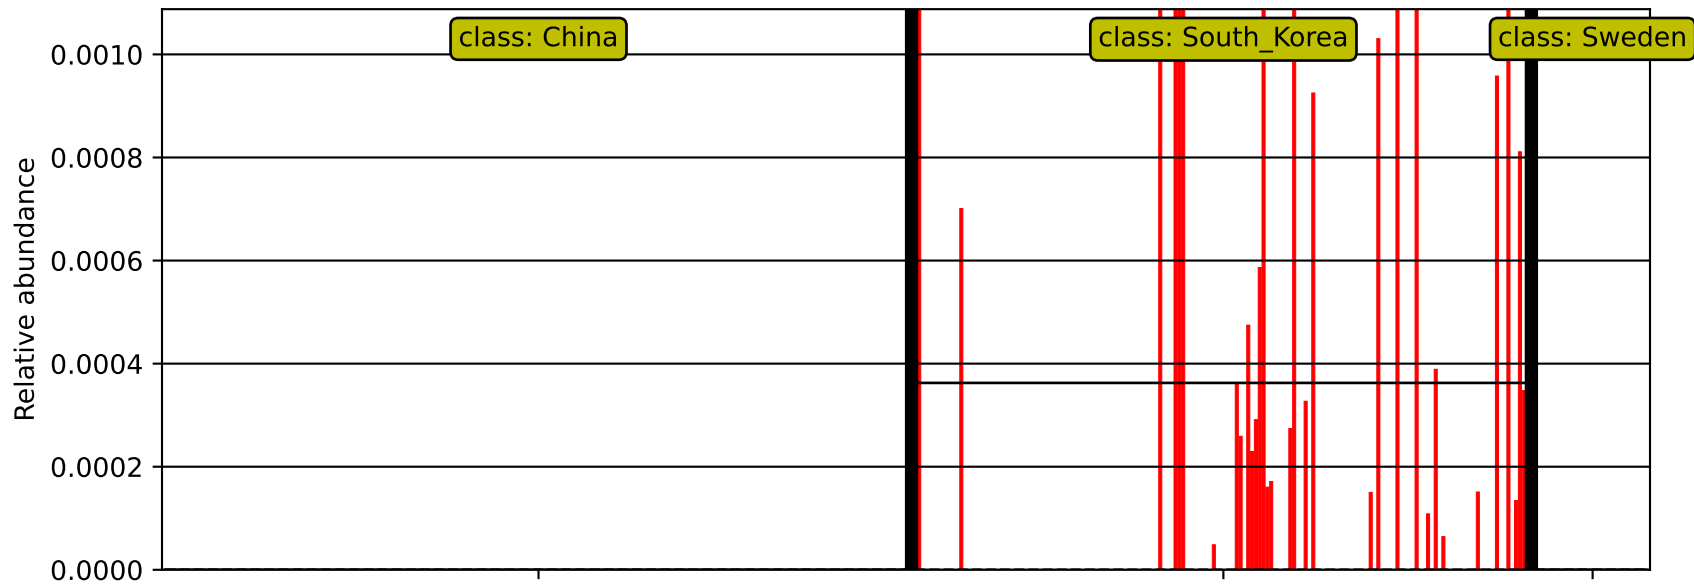 class: China
class: South_Korea
class: Sweden
0.0010
0.0008
0.0006
0.0004
0.0002
0.0000
Relative abundance